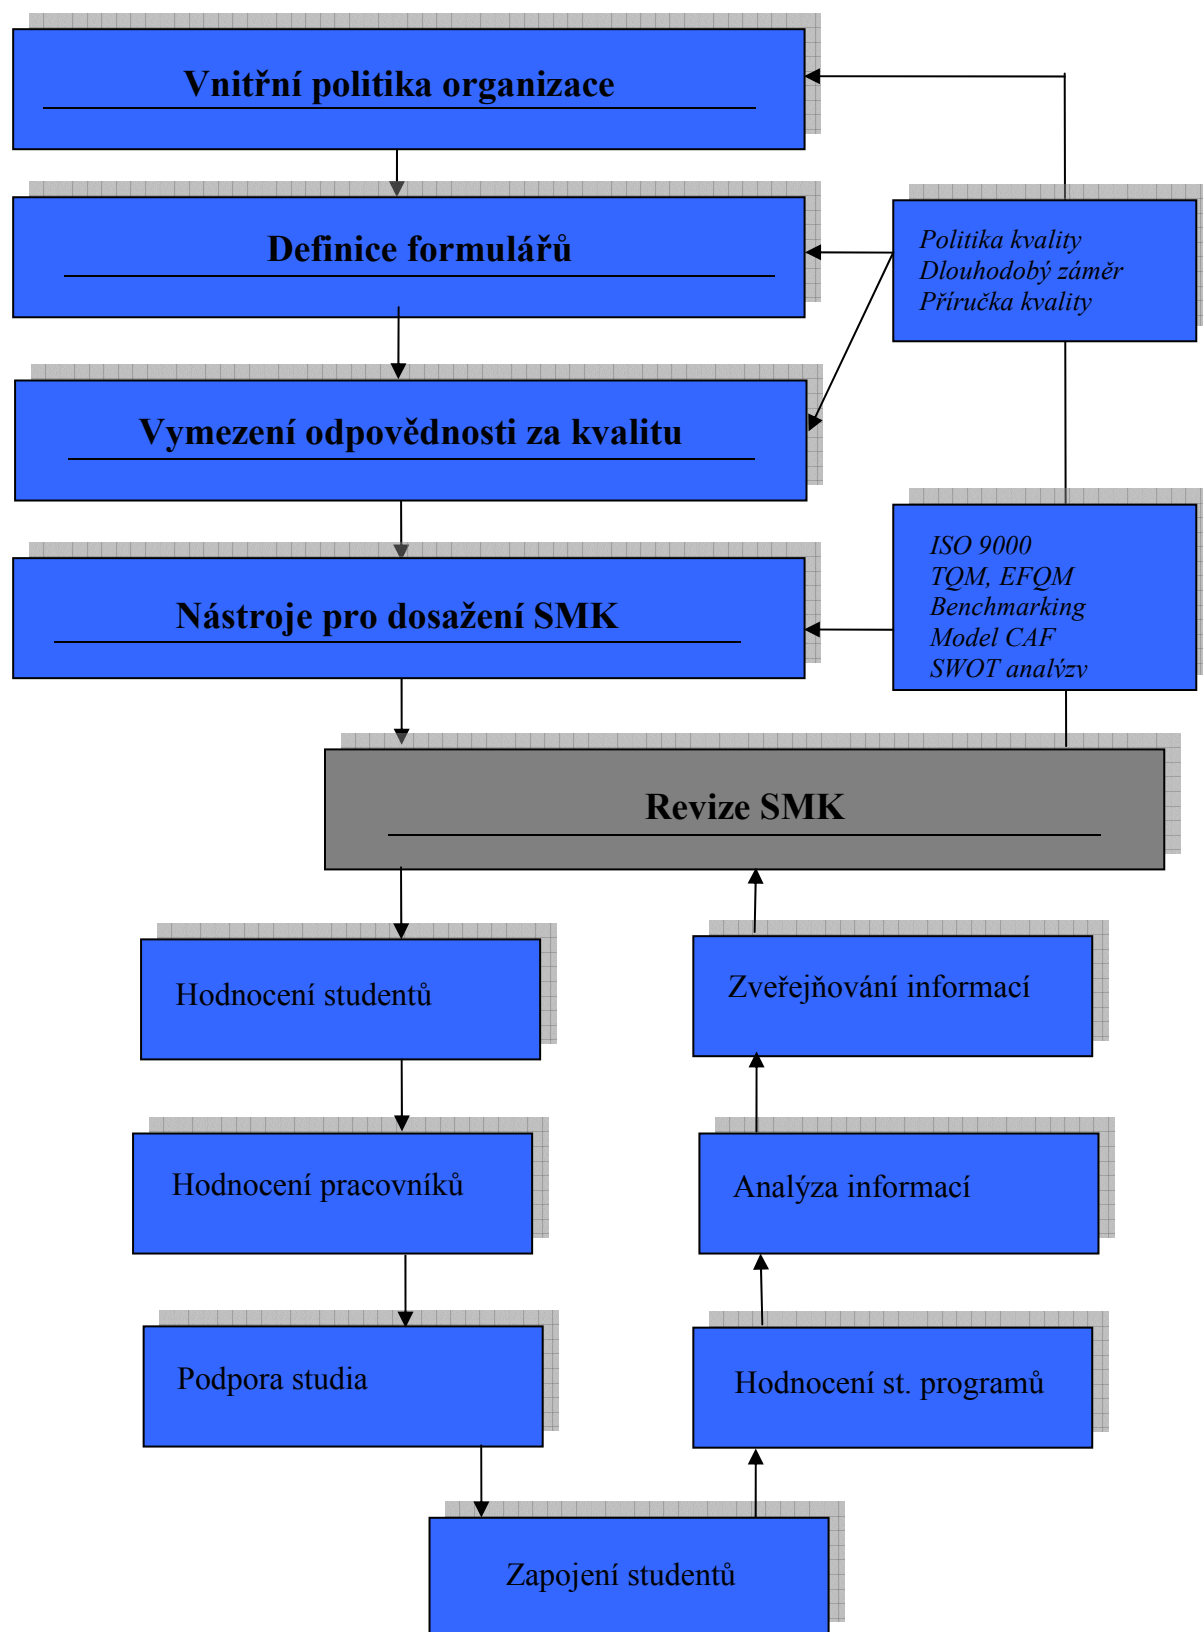 Vnitřní politika organizace
Definice formulářů
Politika kvality
Dlouhodobý záměr
Příručka kvality
Vymezení odpovědnosti za kvalitu
ISO 9000
TQM, EFQM
Benchmarking
Model CAF
SWOT analýzv
Nástroje pro dosažení SMK
Revize SMK
Hodnocení studentů
Zveřejňování informací
Hodnocení pracovníků
Analýza informací
Podpora studia
Hodnocení st. programů
Zapojení studentů